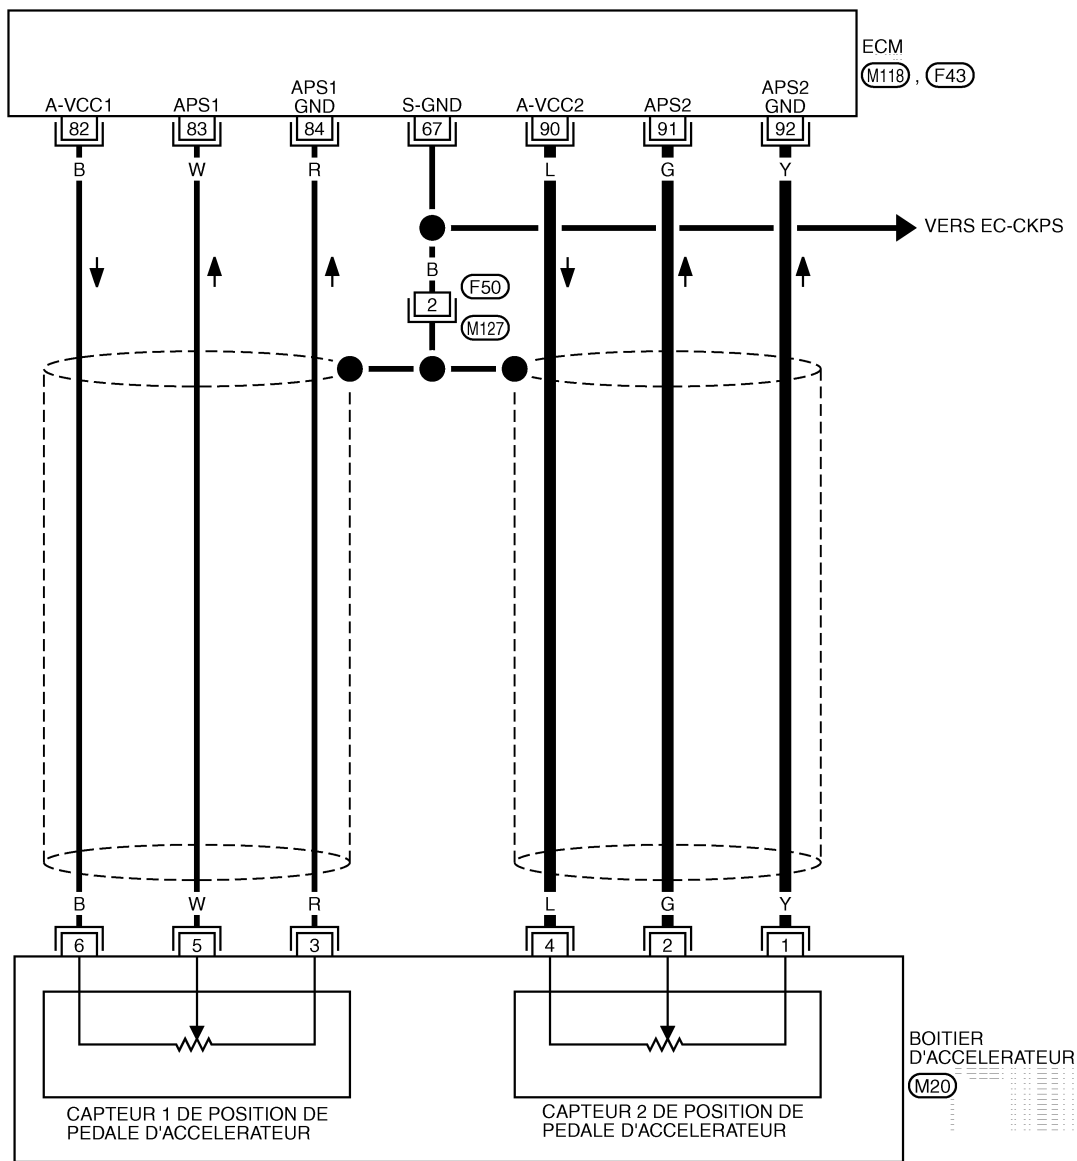 ECM
M118 , F43
A-VCC1
APS1
APS1
GND
S-GND
A-VCC2
APS2
APS2
GND
82
83
84
67
90
91
92
B
W
R
L
G
Y
VERS EC-CKPS
B
F50
2
M127
B
W
R
L
G
Y
6
5
3
4
2
1
BOITIER
D'ACCELERATEUR
M20
CAPTEUR 1 DE POSITION DE
PEDALE D'ACCELERATEUR
CAPTEUR 2 DE POSITION DE
PEDALE D'ACCELERATEUR